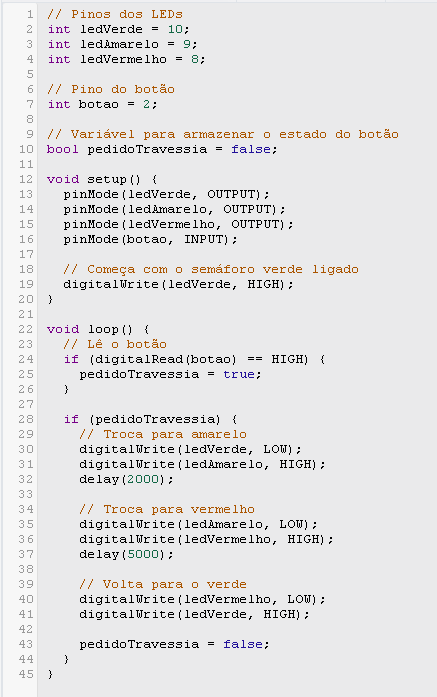 1 // Pinos dos LEDs
2 int ledVerde = 10;
3 int ledAmarelo = 9;
4 int ledVermelho = 8;
5
6 // Pino do botão
7 int botao = 2;
8
9 // Variável para armazenar o estado do botão
10 bool pedidoTravessia = false;
11
12 void setup() {
13   pinMode(ledVerde, OUTPUT);
14   pinMode(ledAmarelo, OUTPUT);
15   pinMode(ledVermelho, OUTPUT);
16   pinMode(botao, INPUT);
17
18   // Começa com o semáforo verde ligado
19   digitalWrite(ledVerde, HIGH);
20 }
21
22 void loop() {
23   // Lê o botão
24   if (digitalRead(botao) == HIGH) {
25     pedidoTravessia = true;
26   }
27
28   if (pedidoTravessia) {
29     // Troca para amarelo
30     digitalWrite(ledVerde, LOW);
31     digitalWrite(ledAmarelo, HIGH);
32     delay(2000);
33
34     // Troca para vermelho
35     digitalWrite(ledAmarelo, LOW);
36     digitalWrite(ledVermelho, HIGH);
37     delay(5000);
38
39     // Volta para o verde
40     digitalWrite(ledVermelho, LOW);
41     digitalWrite(ledVerde, HIGH);
42
43     pedidoTravessia = false;
44   }
45 }